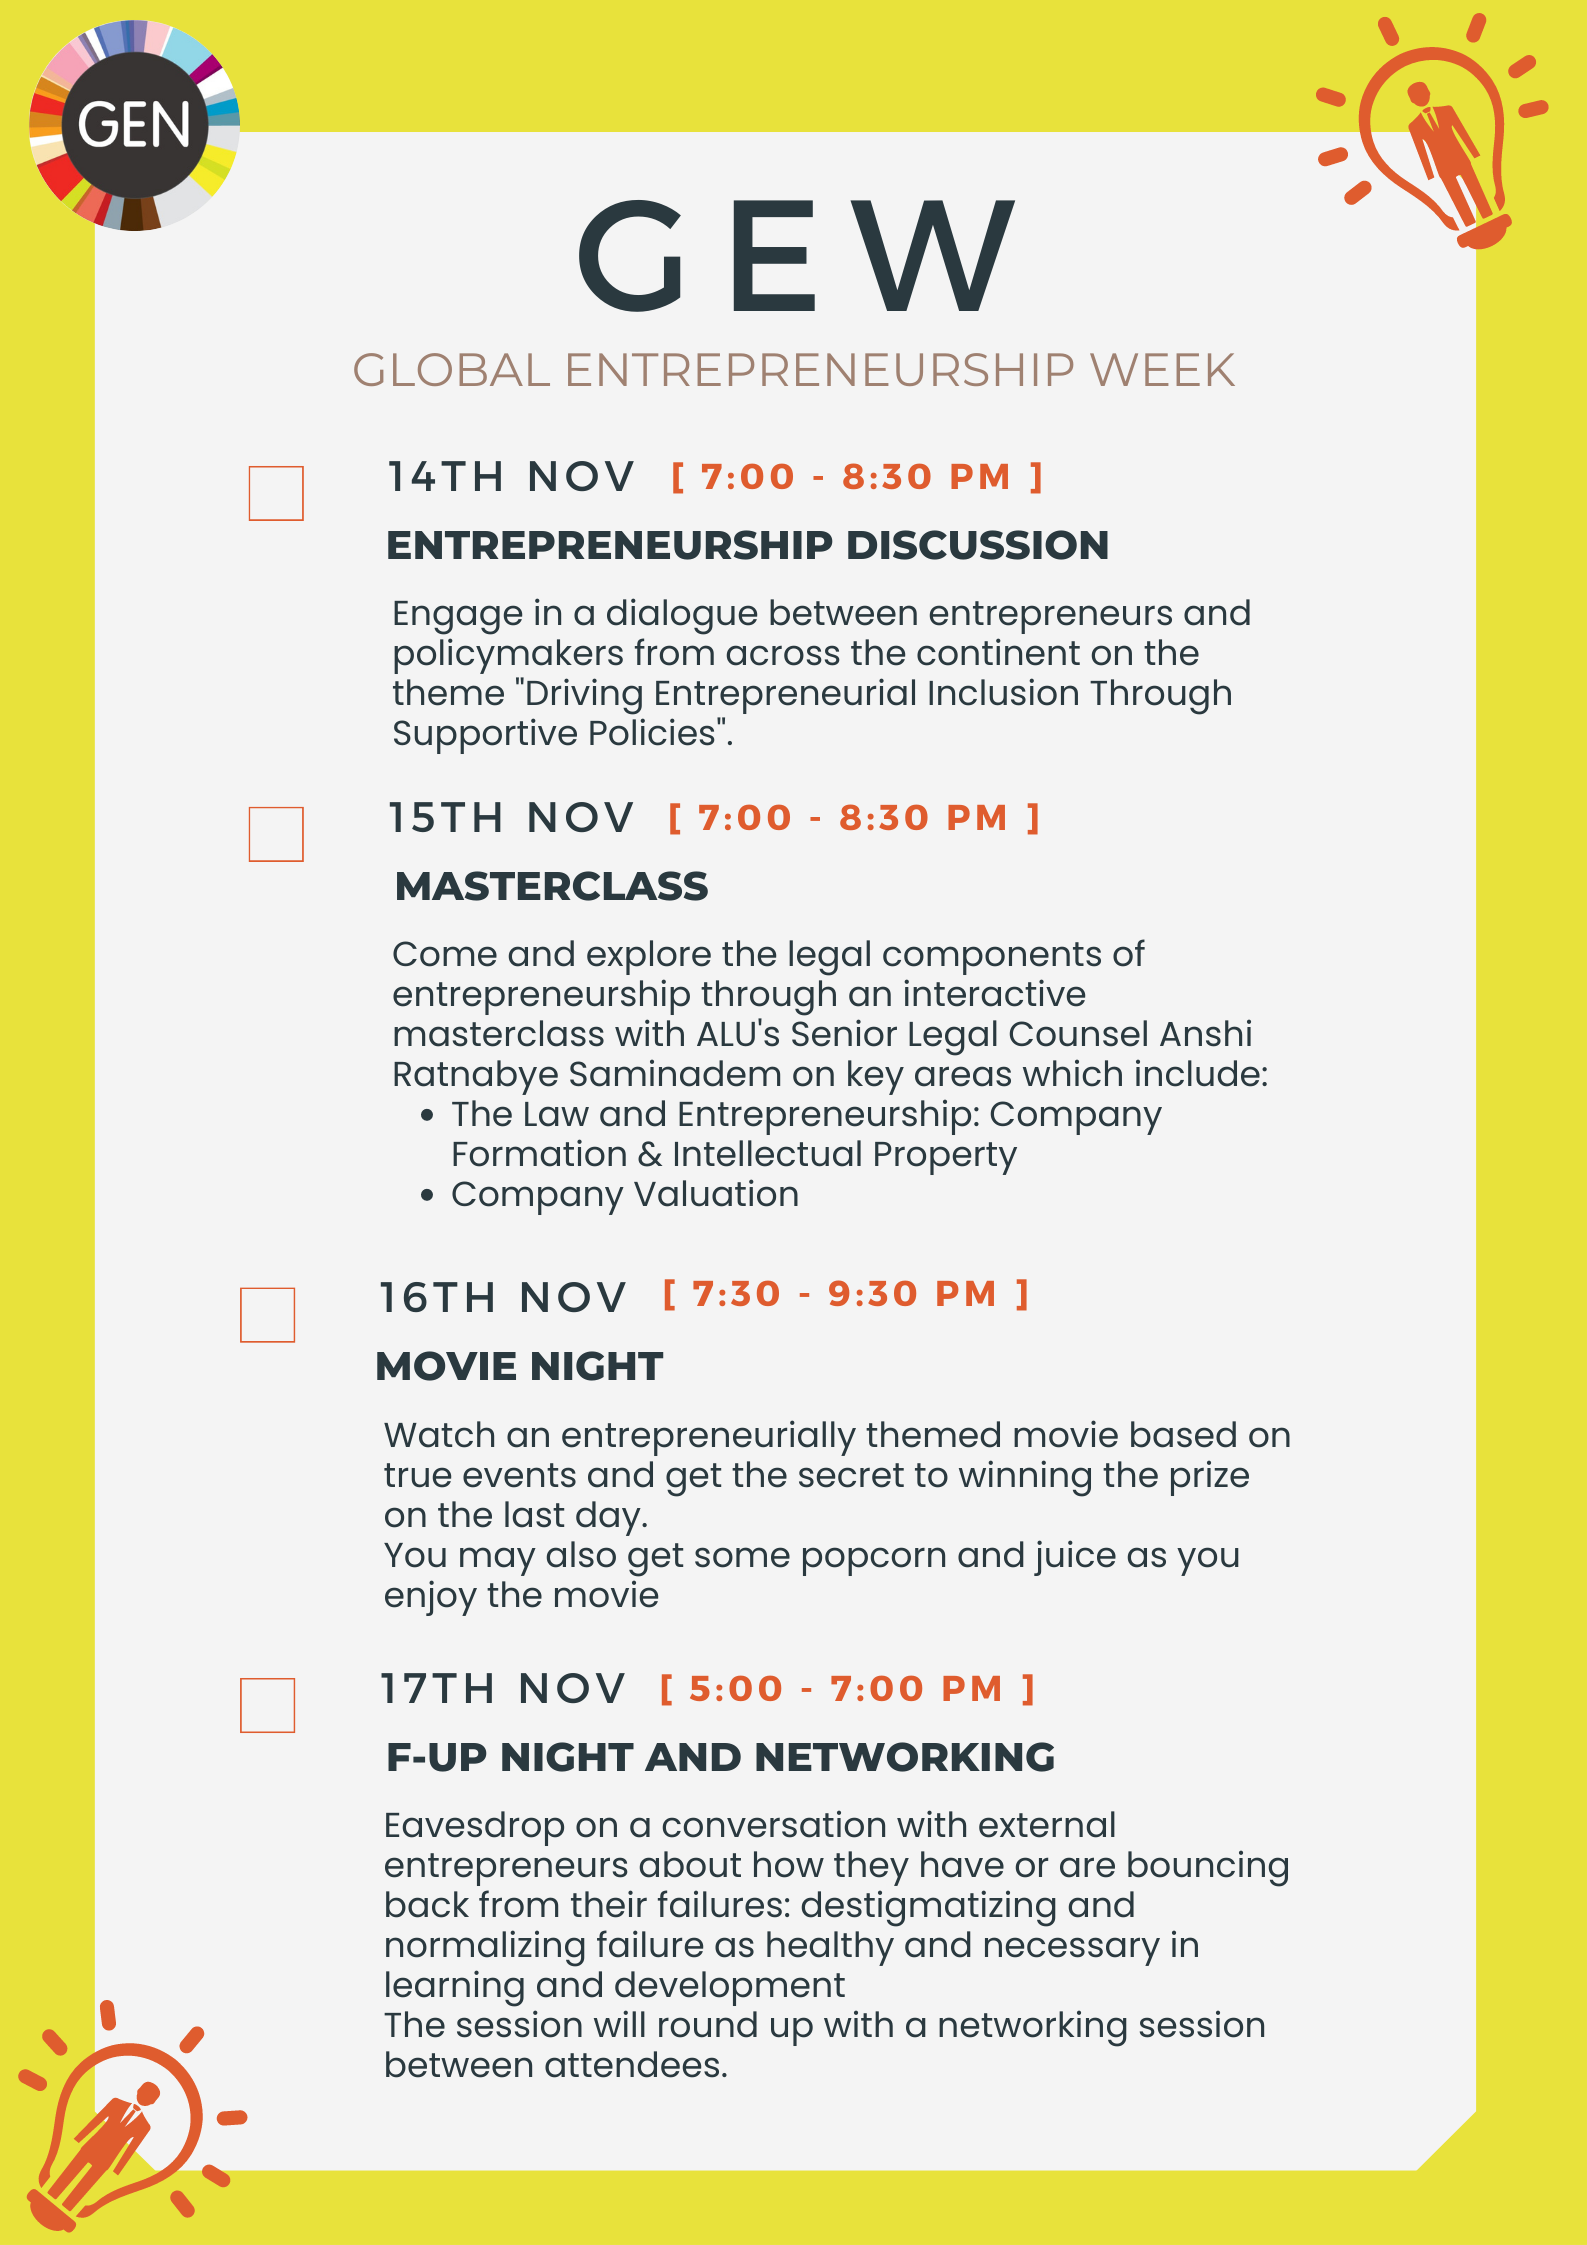 GEN
GEW
GLOBAL ENTREPRENEURSHIP WEEK
14TH NOV [ 7:00 - 8:30 PM ]
ENTREPRENEURSHIP DISCUSSION
Engage in a dialogue between entrepreneurs and
policymakers from across the continent on the
theme "Driving Entrepreneurial Inclusion Through
Supportive Policies".
15TH NOV [ 7:00 - 8:30 PM ]
MASTERCLASS
Come and explore the legal components of
entrepreneurship through an interactive
masterclass with ALU's Senior Legal Counsel Anshi
Ratnabye Saminadem on key areas which include:
• The Law and Entrepreneurship: Company
Formation & Intellectual Property
• Company Valuation
16TH NOV [ 7:30 - 9:30 PM ]
MOVIE NIGHT
Watch an entrepreneurially themed movie based on
true events and get the secret to winning the prize
on the last day.
You may also get some popcorn and juice as you
enjoy the movie
17TH NOV [ 5:00 - 7:00 PM ]
F-UP NIGHT AND NETWORKING
Eavesdrop on a conversation with external
entrepreneurs about how they have or are bouncing
back from their failures: destigmatizing and
normalizing failure as healthy and necessary in
learning and development
The session will round up with a networking session
between attendees.